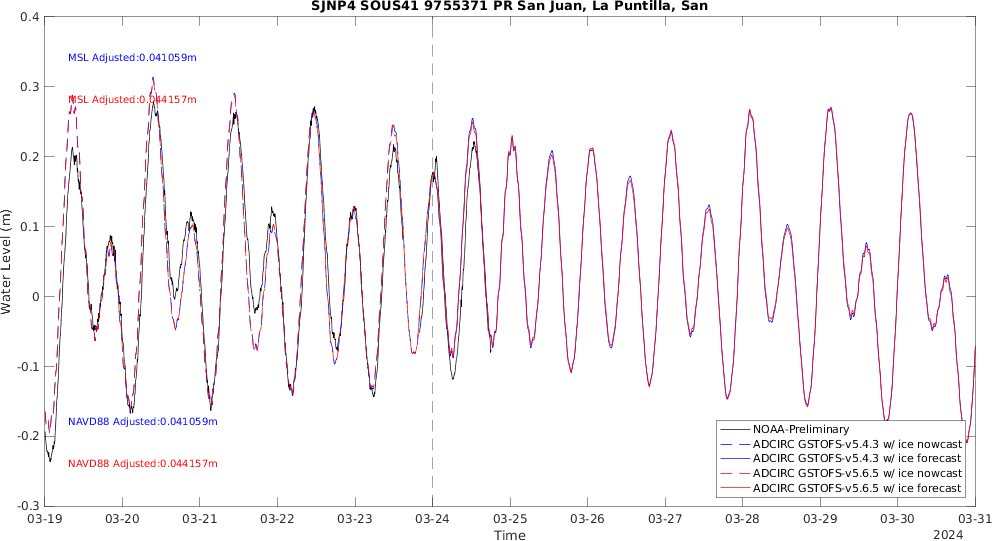 SJNP4 SOUS41 9755371 PR San Juan, La Puntilla, San
0.4
0.3
0.2
0.1
0
-0.1
-0.2
-0.3
Water Level (m)
MSL Adjusted:0.041059m
MSL Adjusted:0.044157m
NAVD88 Adjusted:0.041059m
NAVD88 Adjusted:0.044157m
NOAA-Preliminary
ADCIRC GSTOFS-v5.4.3 w/ ice nowcast
ADCIRC GSTOFS-v5.4.3 w/ ice forecast
ADCIRC GSTOFS-v5.6.5 w/ ice nowcast
ADCIRC GSTOFS-v5.6.5 w/ ice forecast
03-19 03-20 03-21 03-22 03-23 03-24 03-25 03-26 03-27 03-28 03-29 03-30 03-31
Time
2024